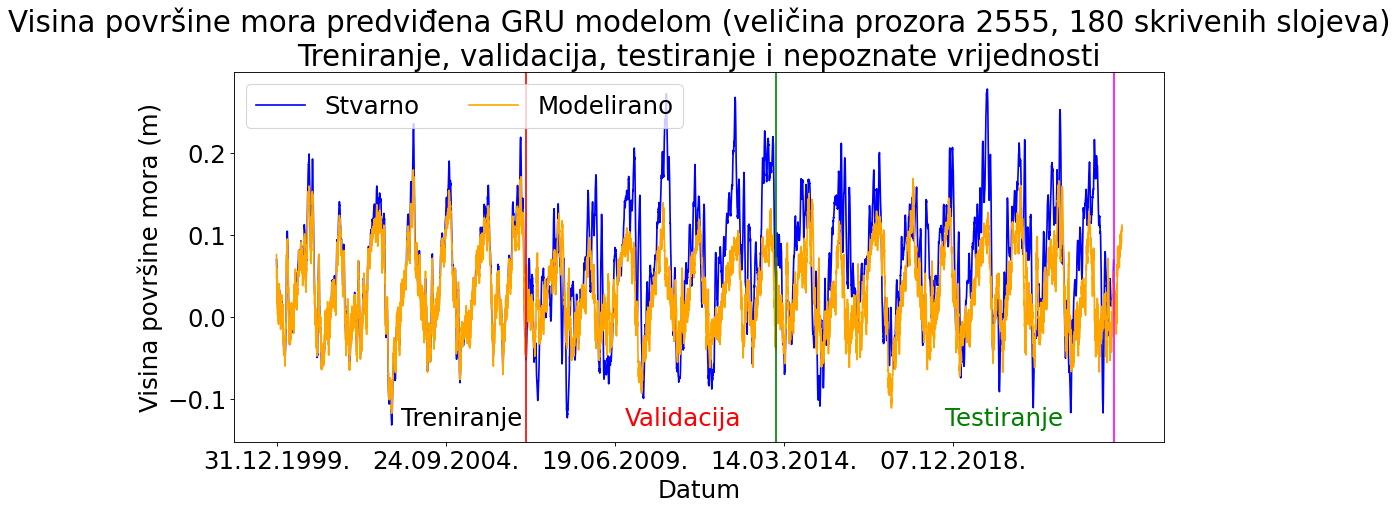 Visina površine mora predviđena GRU modelom (veličina prozora 2555, 180 skrivenih slojeva)
Treniranje, validacija, testiranje i nepoznate vrijednosti
Stvarno Modelirano
Visina površine mora (m)
0.2
0.1
0.0
−0.1
Treniranje Validacija Testiranje
31.12.1999. 24.09.2004. 19.06.2009. 14.03.2014. 07.12.2018.
Datum